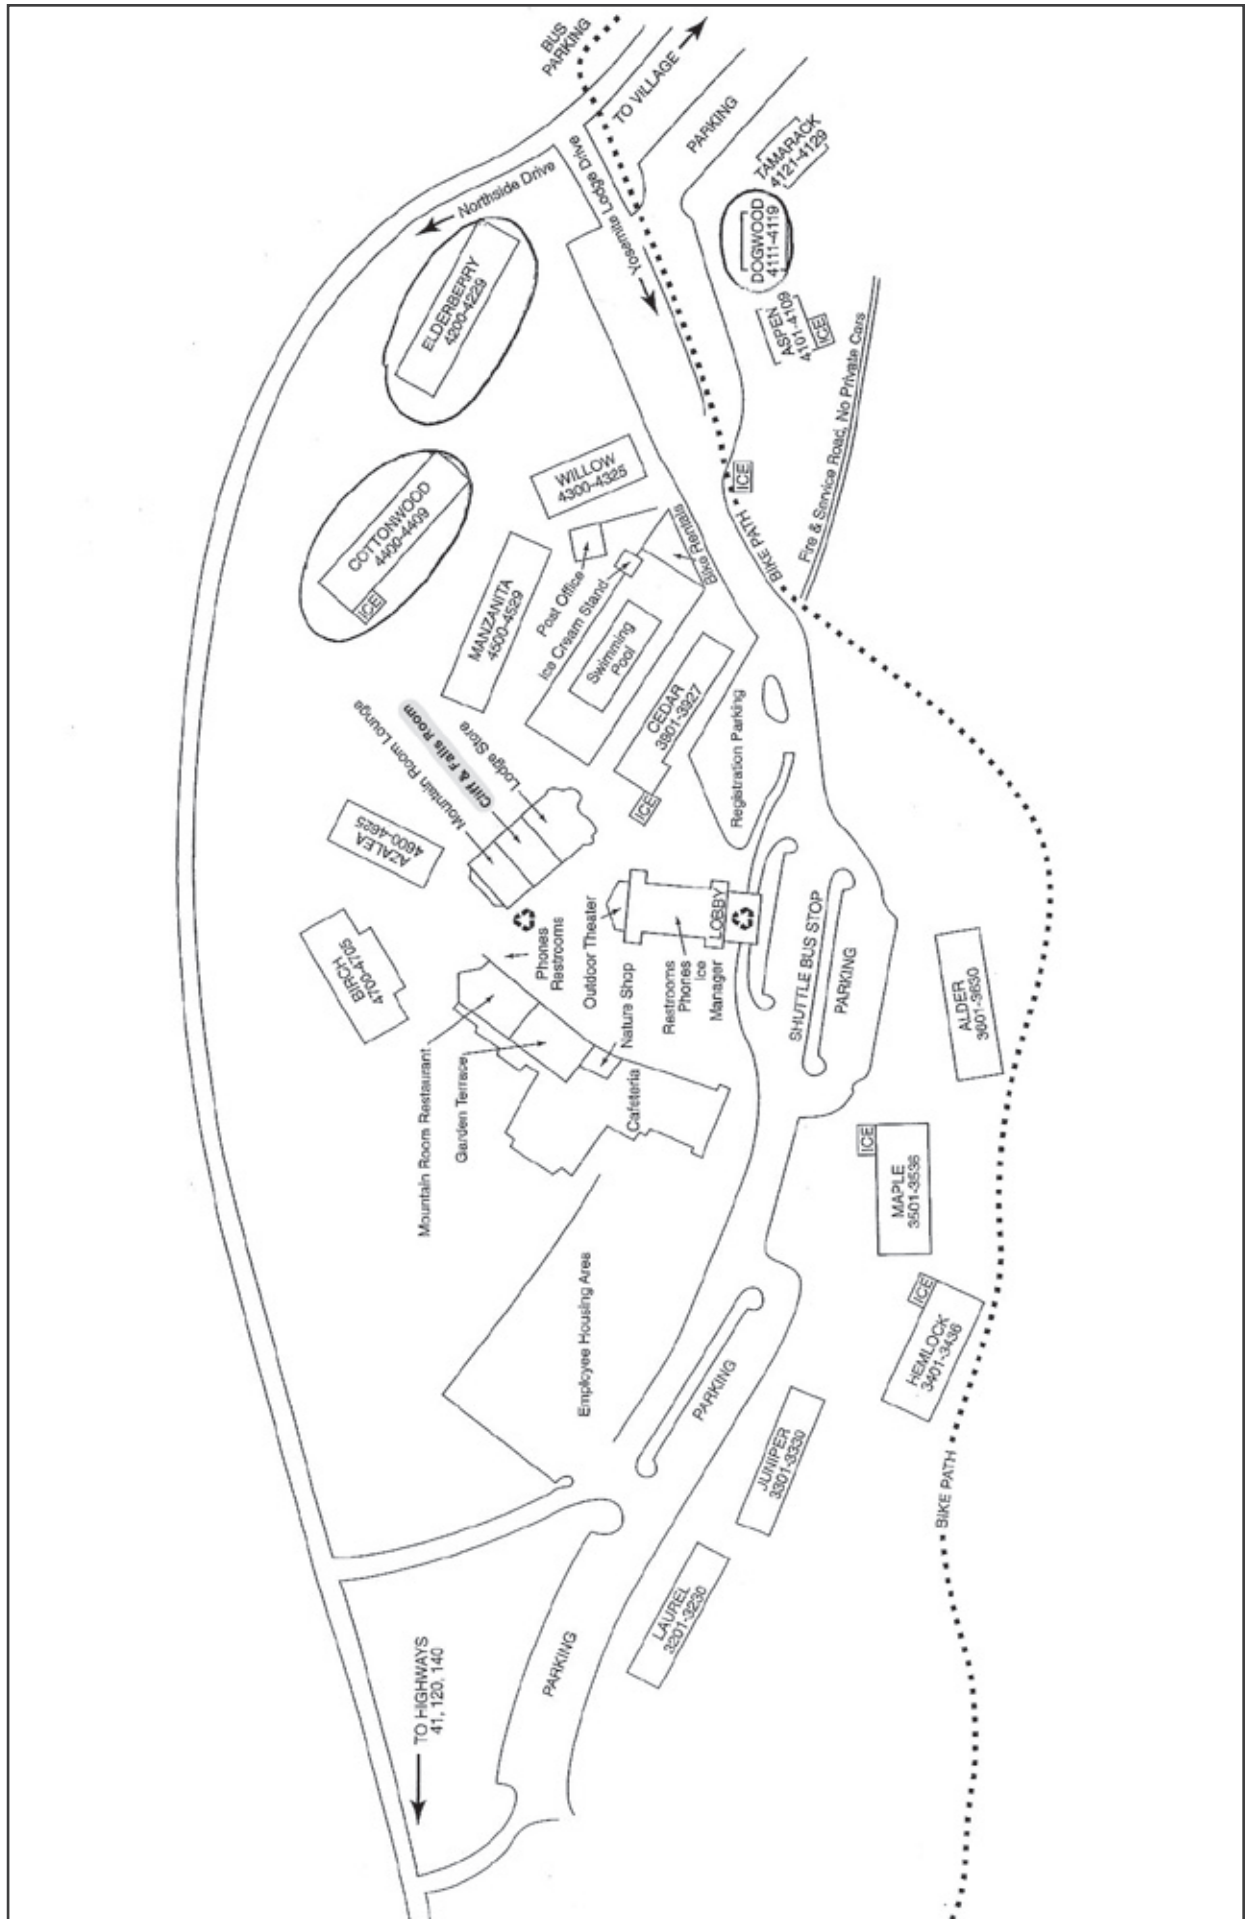 BUS
PARKING
TO VILLAGE
PARKING
TAMARACK
4121-4129
Northside Drive
Yosemite Lodge Drive
DOGWOOD
4111-4119
ELDERBERRY
4200-4229
ASPEN
4101-4109
ICE
Fire & Service Road, No Private Cars
WILLOW
4300-4325
ICE
BIKE PATH
COTTONWOOD
4400-4409
ICE
MANZANITA
4500-4529
Post Office
Ice Cream Stand
Bike Rentals
Swimming
Pool
CEDAR
3901-3927
ICE
Registration Parking
Mountain Room Lounge
Cliff & Falls Room
Lodge Store
AZALEA
4600-4625
BIRCH
4700-4705
Phones
Restrooms
Outdoor Theater
Nature Shop
LOBBY
Restrooms
Phones
Ice
Manager
SHUTTLE BUS STOP
PARKING
ALDER
3601-3630
Mountain Room Restaurant
Garden Terrace
Cafeteria
ICE
MAPLE
3501-3536
Employee Housing Area
ICE
HEMLOCK
3401-3436
PARKING
JUNIPER
3301-3330
BIKE PATH
LAUREL
3201-3230
PARKING
TO HIGHWAYS
41, 120, 140